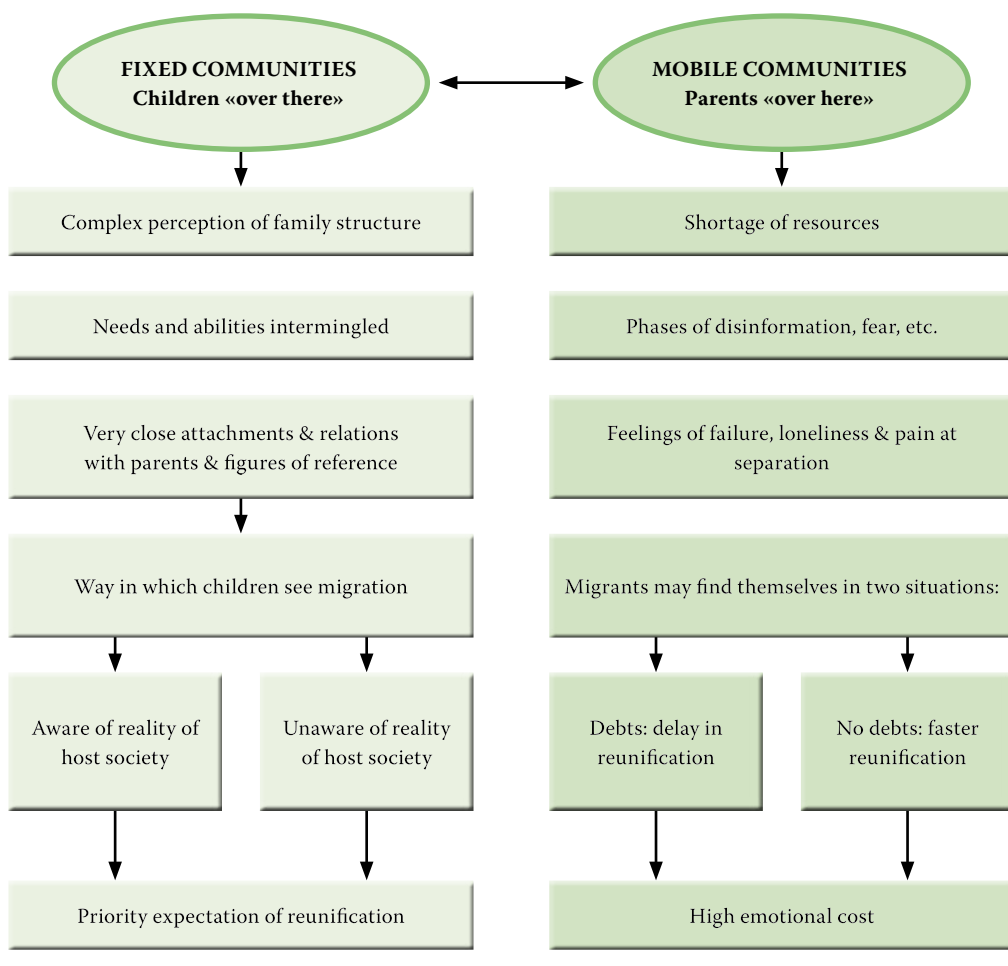 FIXED COMMUNITIES
Children «over there»
MOBILE COMMUNITIES
Parents «over here»
Complex perception of family structure
Shortage of resources
Needs and abilities intermingled
Phases of disinformation, fear, etc.
Very close attachments & relations
with parents & figures of reference
Feelings of failure, loneliness & pain at
separation
Way in which children see migration
Migrants may find themselves in two situations:
Aware of reality of
host society
Unaware of reality
of host society
Debts: delay in
reunification
No debts: faster
reunification
Priority expectation of reunification
High emotional cost